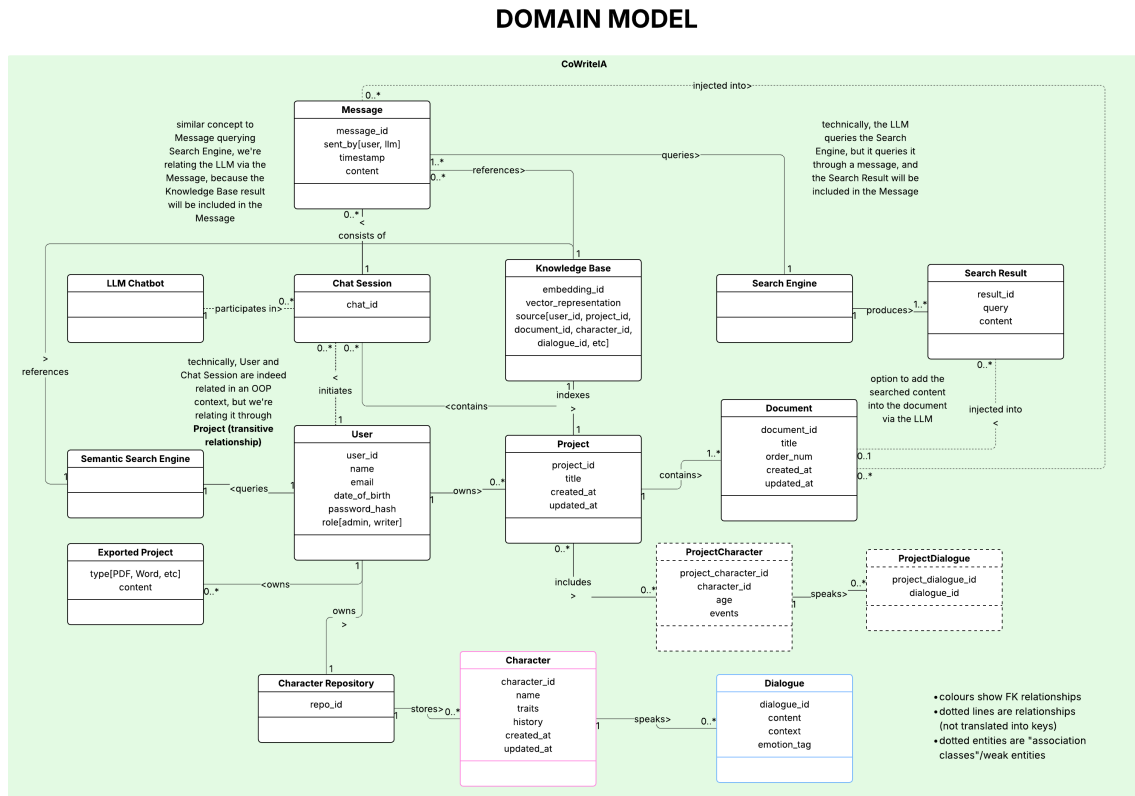 DOMAIN MODEL
CoWriteIA
injected into>
0..*
Message
message_id
sent_by[user, llm]
timestamp
content
similar concept to
Message querying
Search Engine, we're
relating the LLM via the
Message, because the
Knowledge Base result
will be included in the
Message
technically, the LLM
queries the Search
Engine, but it queries it
through a message, and
the Search Result will be
included in the Message
queries>
1..*
references>
0..*
0..*
<
consists of
1
1
1
LLM Chatbot
1
participates in>
0..*
Chat Session
chat_id
0..*
0..*
Knowledge Base
embedding_id
vector_representation
source[user_id, project_id,
document_id, character_id,
dialogue_id, etc]
Search Engine
1
produces>
1..*
Search Result
result_id
query
content
0..*
>
references
technically, User and
Chat Session are indeed
related in an OOP
context, but we're
relating it through
Project (transitive
relationship)
<
initiates
1
<contains
1
indexes
>
1
option to add the
searched content
into the document
via the LLM
injected into
<
Document
document_id
title
order_num
created_at
updated_at
0..1
0..*
User
user_id
name
email
date_of_birth
password_hash
role[admin, writer]
Semantic Search Engine
1
1
<queries
1
1
owns>
0..*
Project
project_id
title
created_at
updated_at
1
contains>
1..*
Exported Project
type[PDF, Word, etc]
content
0..*
<owns
1
0..*
includes
>
0..*
ProjectCharacter
project_character_id
character_id
age
events
1
speaks>
0..*
ProjectDialogue
project_dialogue_id
dialogue_id
owns
>
1
Character Repository
repo_id
1
stores>
0..*
Character
character_id
name
traits
history
created_at
updated_at
1
speaks>
0..*
Dialogue
dialogue_id
content
context
emotion_tag
•colours show FK relationships
•dotted lines are relationships
(not translated into keys)
•dotted entities are "association
classes"/weak entities